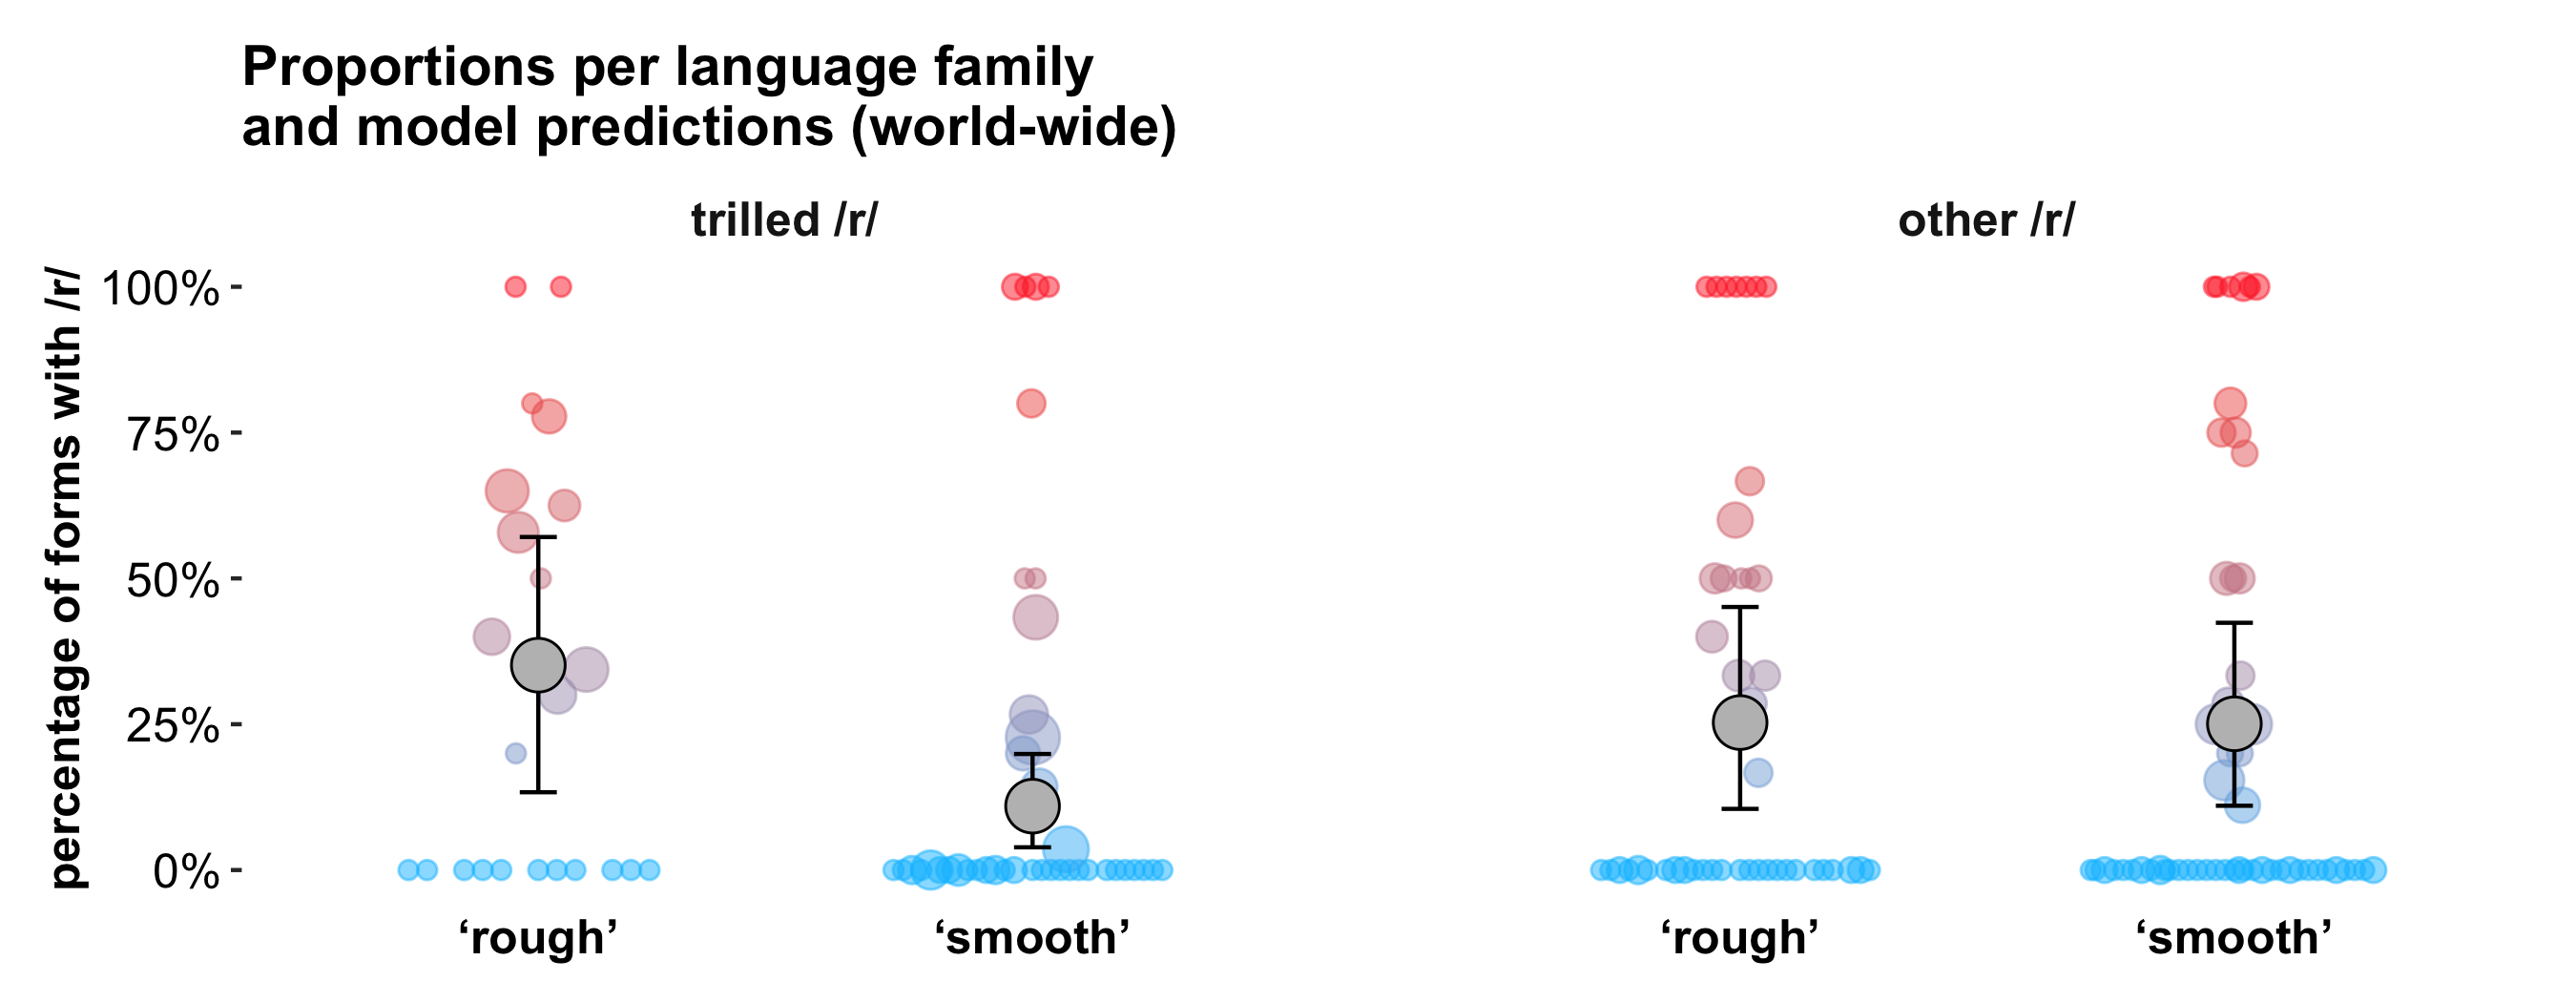 Proportions per language family
and model predictions (world-wide)
trilled /r/
other /r/
percentage of forms with /r/
100%
75%
50%
25%
0%
‘rough’
‘smooth’
‘rough’
‘smooth’